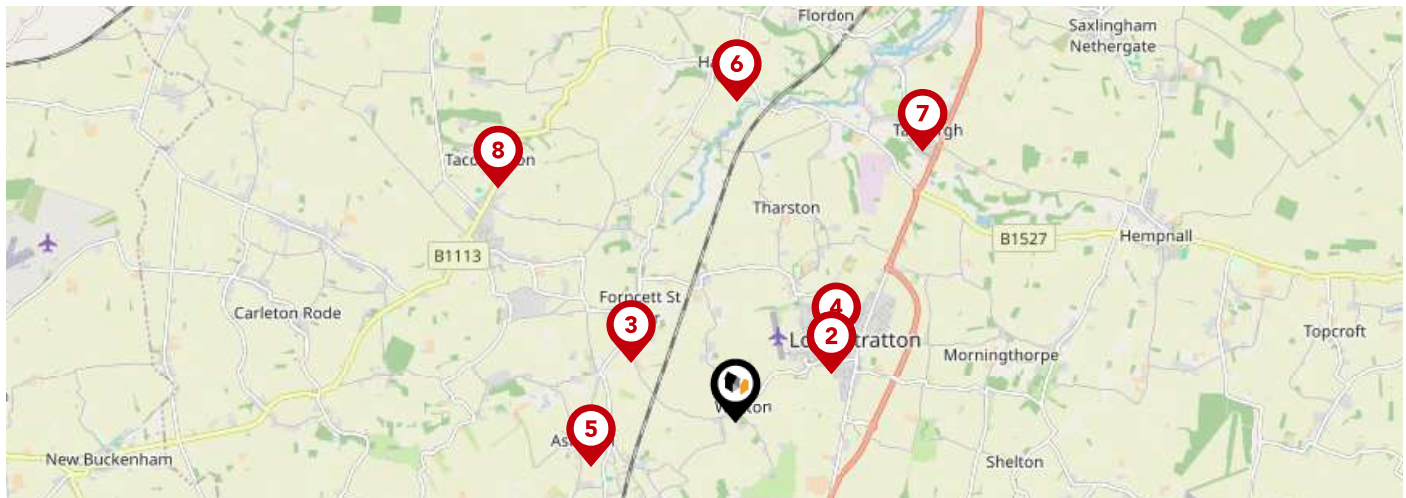 Flordon
Saxlingham
Nethergate
6
7
8
Tharston
B1527
Hempnall
B1113
Carleton Rode
Forncett St
3
4
2
Topcroft
Morningthorpe
5
New Buckenham
Shelton